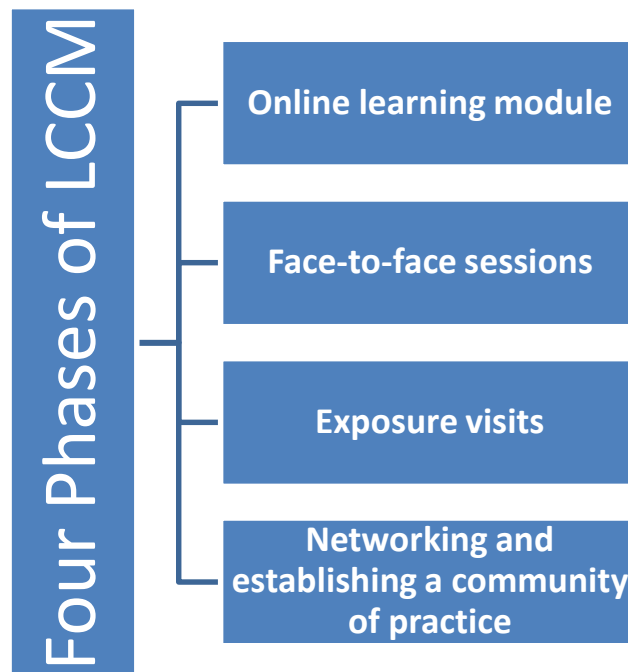 Four Phases of LCCM
Online learning module
Face-to-face sessions
Exposure visits
Networking and
establishing a community
of practice